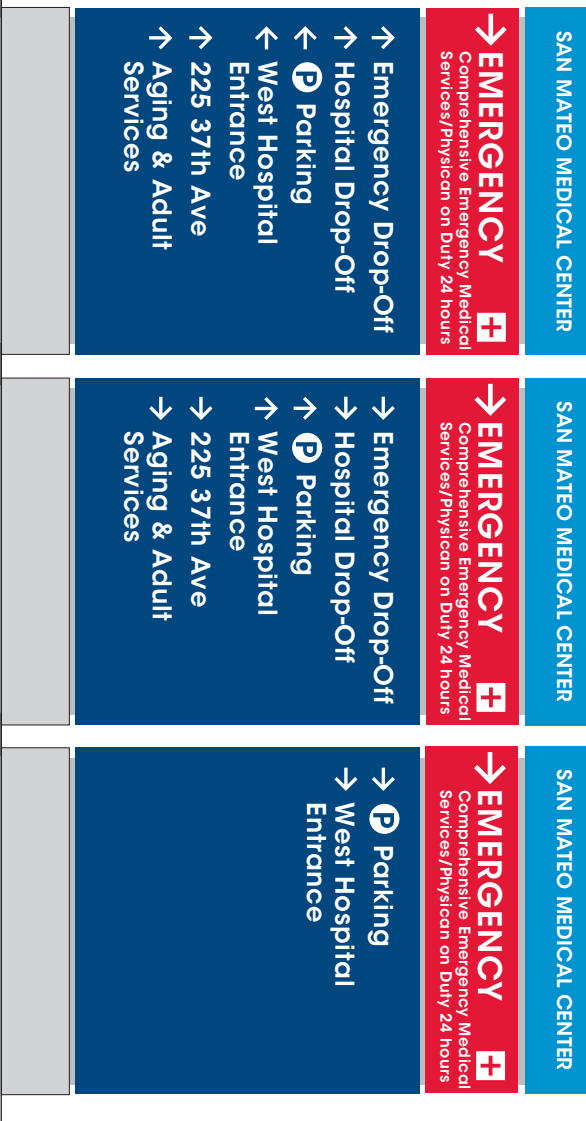 SAN MATEO MEDICAL CENTER
EMERGENCY
Comprehensive Emergency Medical
Services/Physican on Duty 24 hours
Emergency Drop-Off
Hospital Drop-Off
P Parking
West Hospital
Entrance
225 37th Ave
Aging & Adult
Services
SAN MATEO MEDICAL CENTER
EMERGENCY
Comprehensive Emergency Medical
Services/Physican on Duty 24 hours
Emergency Drop-Off
Hospital Drop-Off
P Parking
West Hospital
Entrance
225 37th Ave
Aging & Adult
Services
SAN MATEO MEDICAL CENTER
EMERGENCY
Comprehensive Emergency Medical
Services/Physican on Duty 24 hours
P Parking
West Hospital
Entrance